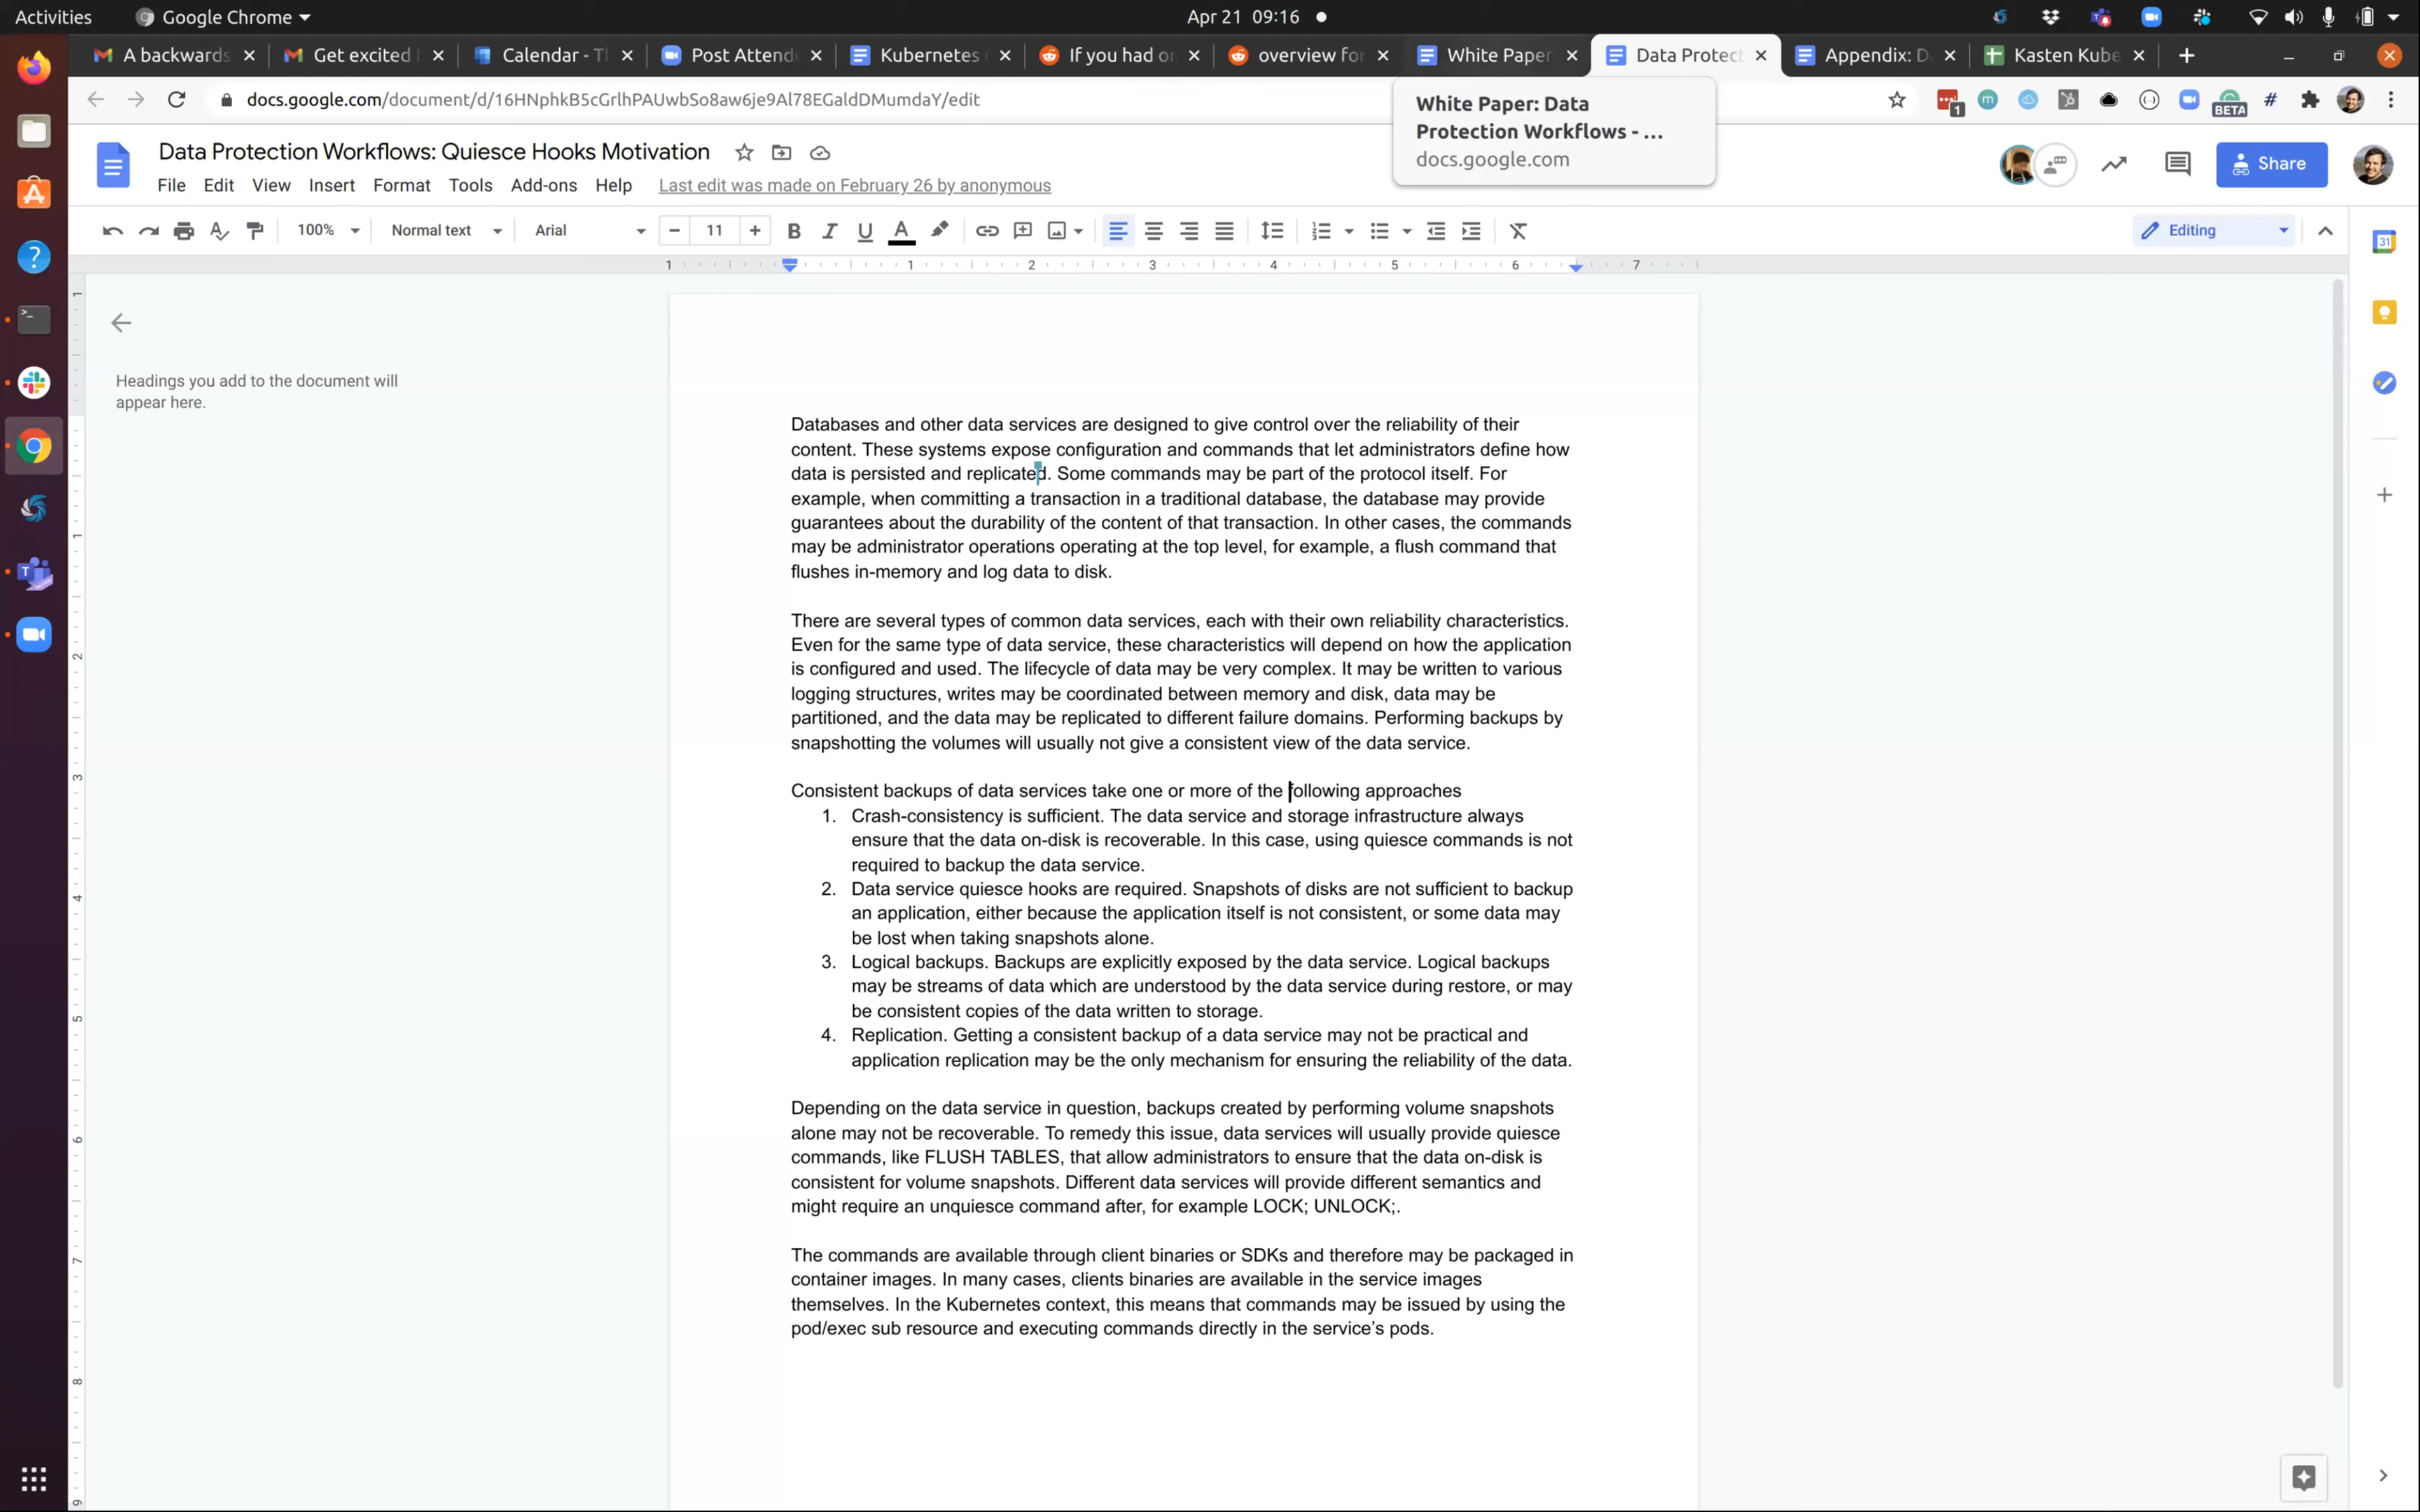 Activities
Google Chrome
Apr 21 09:16
A backwards
Get excited
Calendar - T
Post Attend
Kubernetes
If you had o
overview for
White Paper
Data Protect
Appendix: D
Kasten Kube
docs.google.com/document/d/16HNphkB5cGrlhPAUwbSo8aw6je9Al78EGaldDMumdaY/edit
1
BETA
#
White Paper: Data
Protection Workflows - ...
docs.google.com
Data Protection Workflows: Quiesce Hooks Motivation
File Edit View Insert Format Tools Add-ons Help Last edit was made on February 26 by anonymous
Share
100% Normal text Arial 11 B I U A
Editing
31
1 1 2 3 4 5 6 7
Headings you add to the document will
appear here.
Databases and other data services are designed to give control over the reliability of their
content. These systems expose configuration and commands that let administrators define how
data is persisted and replicated. Some commands may be part of the protocol itself. For
example, when committing a transaction in a traditional database, the database may provide
guarantees about the durability of the content of that transaction. In other cases, the commands
may be administrator operations operating at the top level, for example, a flush command that
flushes in-memory and log data to disk.
There are several types of common data services, each with their own reliability characteristics.
Even for the same type of data service, these characteristics will depend on how the application
is configured and used. The lifecycle of data may be very complex. It may be written to various
logging structures, writes may be coordinated between memory and disk, data may be
partitioned, and the data may be replicated to different failure domains. Performing backups by
snapshotting the volumes will usually not give a consistent view of the data service.
Consistent backups of data services take one or more of the following approaches
1. Crash-consistency is sufficient. The data service and storage infrastructure always
ensure that the data on-disk is recoverable. In this case, using quiesce commands is not
required to backup the data service.
2. Data service quiesce hooks are required. Snapshots of disks are not sufficient to backup
an application, either because the application itself is not consistent, or some data may
be lost when taking snapshots alone.
3. Logical backups. Backups are explicitly exposed by the data service. Logical backups
may be streams of data which are understood by the data service during restore, or may
be consistent copies of the data written to storage.
4. Replication. Getting a consistent backup of a data service may not be practical and
application replication may be the only mechanism for ensuring the reliability of the data.
Depending on the data service in question, backups created by performing volume snapshots
alone may not be recoverable. To remedy this issue, data services will usually provide quiesce
commands, like FLUSH TABLES, that allow administrators to ensure that the data on-disk is
consistent for volume snapshots. Different data services will provide different semantics and
might require an unquiesce command after, for example LOCK; UNLOCK;.
The commands are available through client binaries or SDKs and therefore may be packaged in
container images. In many cases, clients binaries are available in the service images
themselves. In the Kubernetes context, this means that commands may be issued by using the
pod/exec sub resource and executing commands directly in the service's pods.